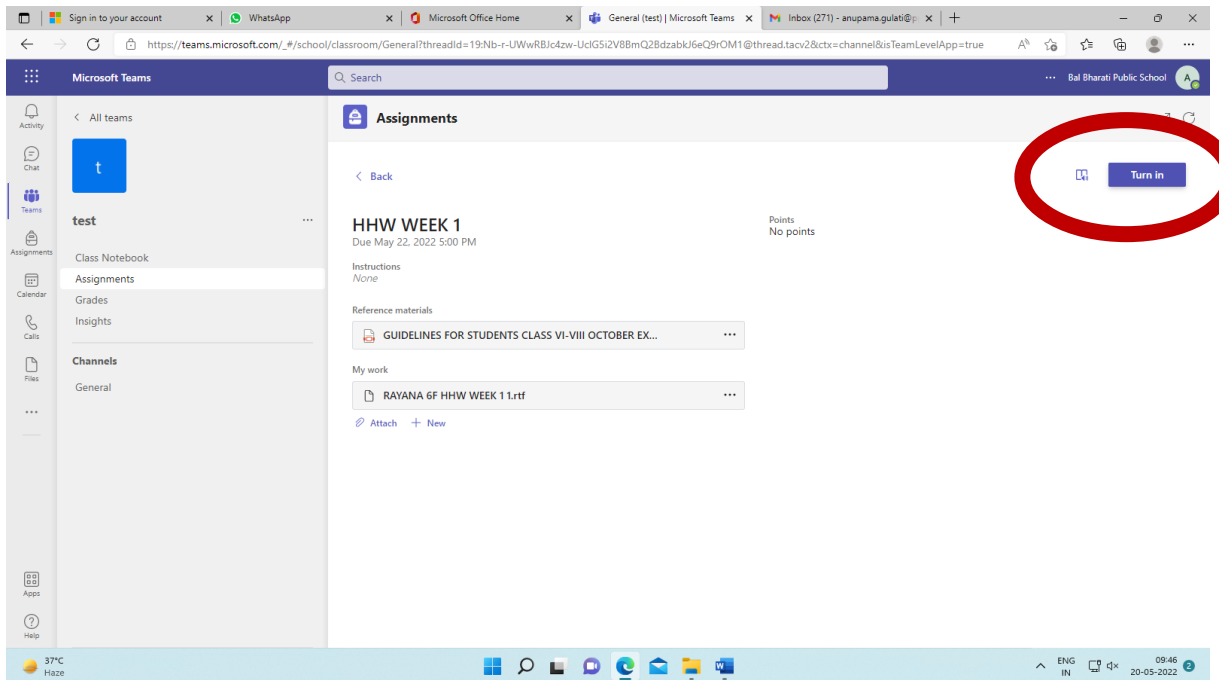 Sign in to your account
WhatsApp
Microsoft Office Home
General (test) | Microsoft Teams
Inbox (271) - anupama.gulati@p
https://teams.microsoft.com/_#/school/classroom/General?threadId=19:Nb-r-UWwRBJc4zw-UclG5i2V8BmQ2BdzabkJ6eQ9rOM1@thread.tacv2&ctx=channel&isTeamLevelApp=true
Microsoft Teams
Search
Bal Bharati Public School
A
Activity
Chat
Teams
Assignments
Calendar
Calls
Files
Apps
Help
All teams
t
test
Class Notebook
Assignments
Grades
Insights
Channels
General
Assignments
Back
Turn in
HHW WEEK 1
Due May 22, 2022 5:00 PM
Points
No points
Instructions
None
Reference materials
GUIDELINES FOR STUDENTS CLASS VI-VIII OCTOBER EX...
My work
RAYANA 6F HHW WEEK 1 1.rtf
Attach
New
37°C
Haze
ENG
IN
09:46
20-05-2022
2